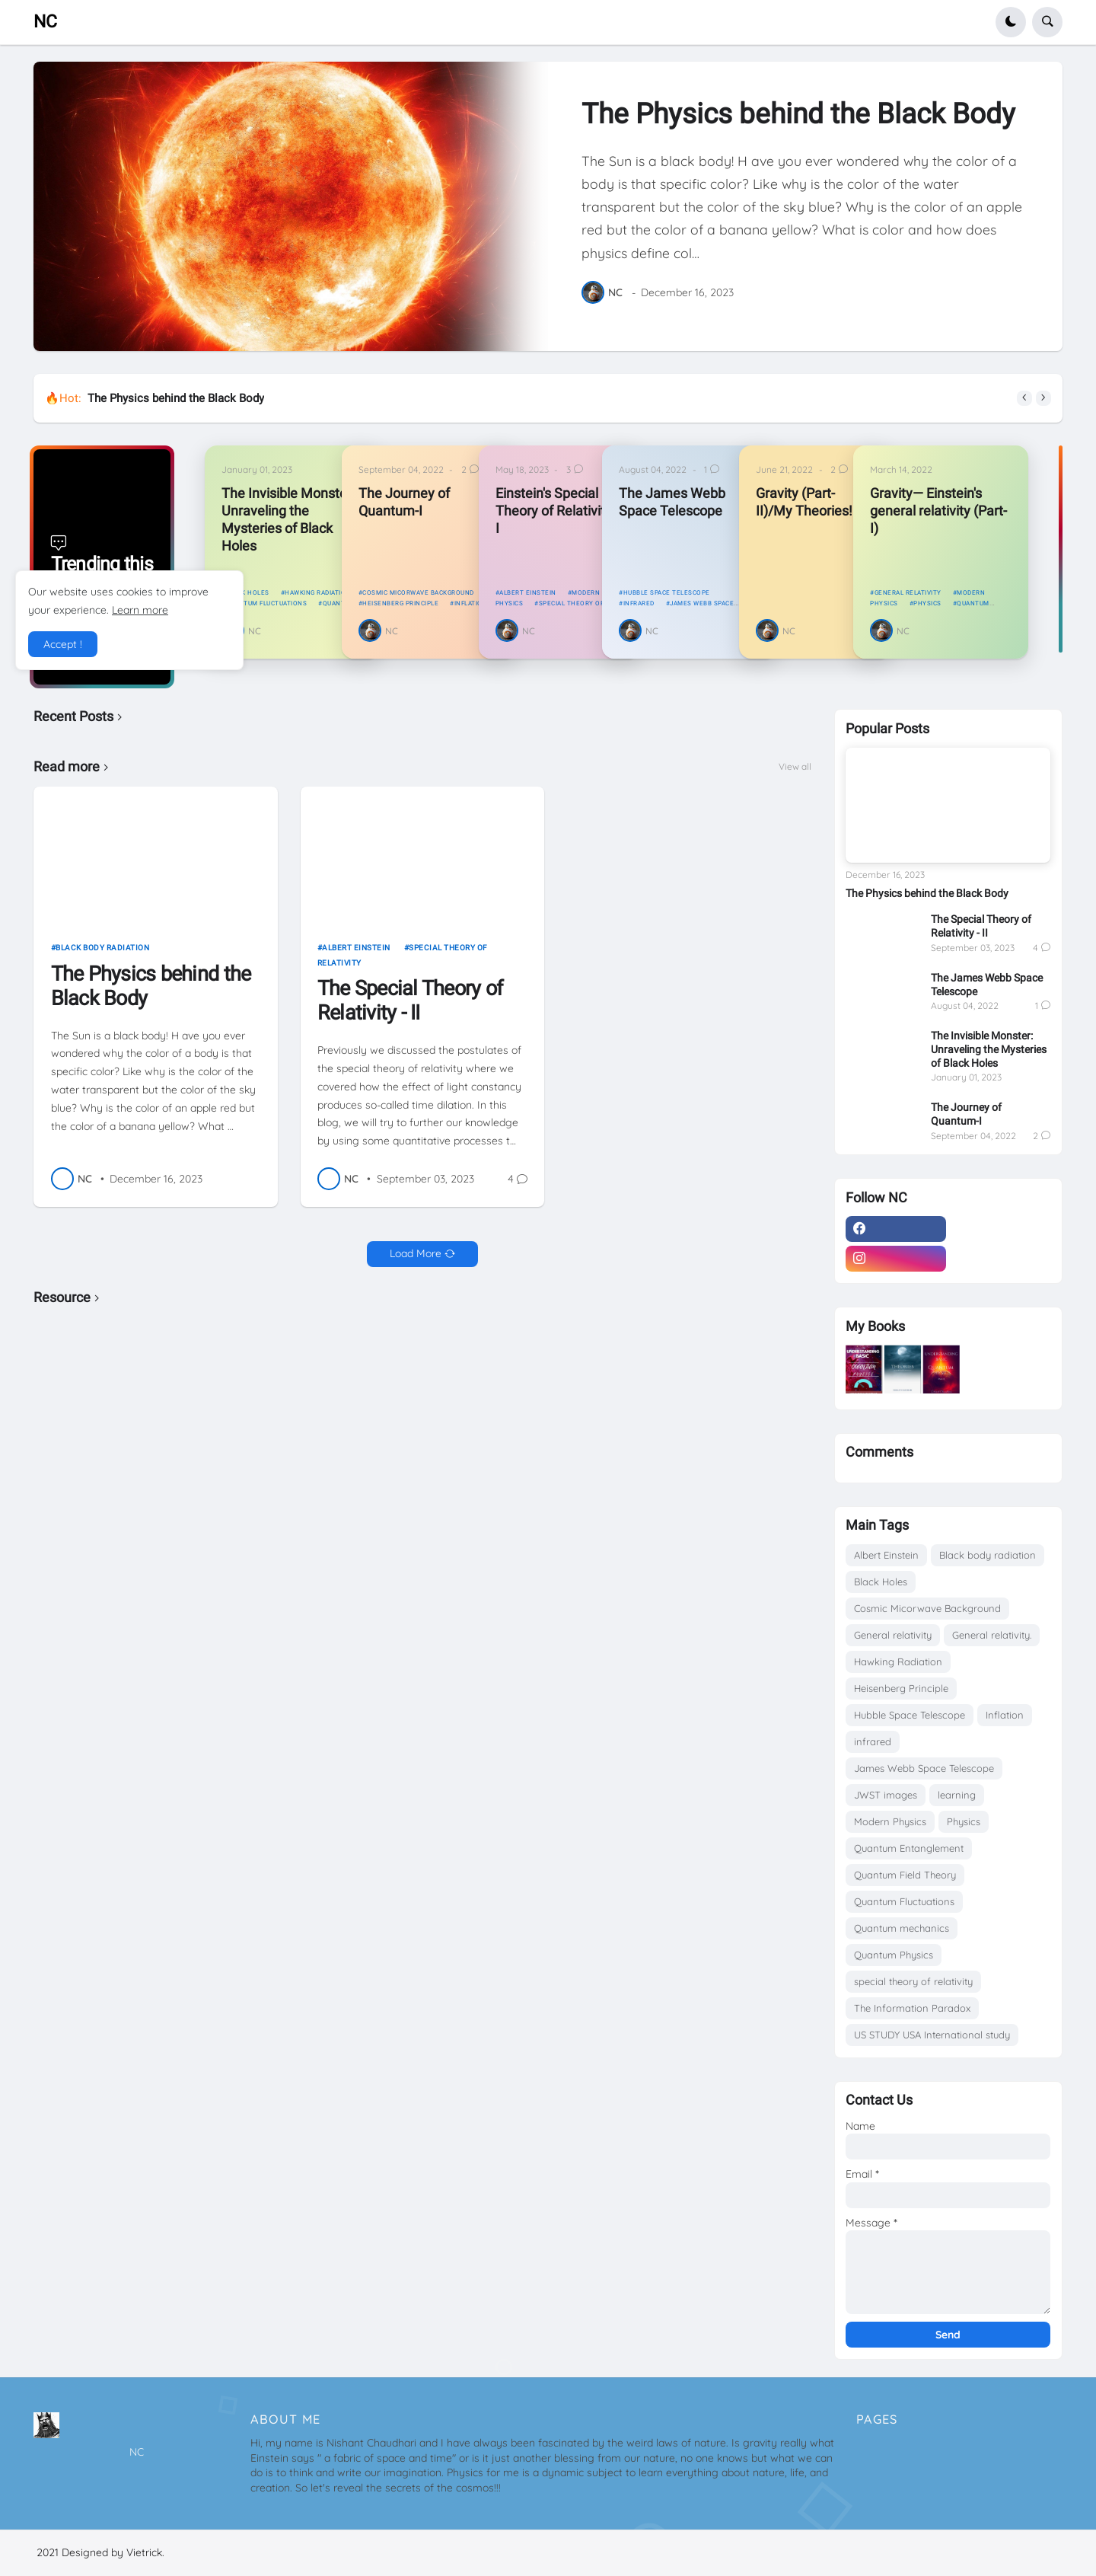 NC
The Physics behind the Black Body
The Sun is a black body! H ave you ever wondered why the color of a
body is that specific color? Like why is the color of the water
transparent but the color of the sky blue? Why is the color of an apple
red but the color of a banana yellow? What is color and how does
physics define col...
NC - December 16, 2023
🔥Hot: The Physics behind the Black Body
Trending this
January 01, 2023
The Invisible Monste
Unraveling the
Mysteries of Black
Holes
HOLES #HAWKING RADIATI
FLUCTUATIONS #QUAN
NC
September 04, 2022 - 2
The Journey of
Quantum-I
#COSMIC MICORWAVE BACKGROUND
#HEISENBERG PRINCIPLE #INFLATI
NC
May 18, 2023 - 3
Einstein's Special
Theory of Relativi
I
#ALBERT EINSTEIN #MODERN
PHYSICS #SPECIAL THEORY OF
NC
August 04, 2022 - 1
The James Webb
Space Telescope
#HUBBLE SPACE TELESCOPE
#INFRARED #JAMES WEBB SPACE...
NC
June 21, 2022 - 2
Gravity (Part-
II)/My Theories!
NC
March 14, 2022
Gravity— Einstein's
general relativity (Part-
I)
#GENERAL RELATIVITY #MODERN
PHYSICS #PHYSICS #QUANTUM...
NC
Our website uses cookies to improve
your experience. Learn more
Accept !
Recent Posts
Read more
View all
#BLACK BODY RADIATION
The Physics behind the
Black Body
The Sun is a black body! H ave you ever
wondered why the color of a body is that
specific color? Like why is the color of the
water transparent but the color of the sky
blue? Why is the color of an apple red but
the color of a banana yellow? What ...
NC • December 16, 2023
#ALBERT EINSTEIN #SPECIAL THEORY OF
RELATIVITY
The Special Theory of
Relativity - II
Previously we discussed the postulates of
the special theory of relativity where we
covered how the effect of light constancy
produces so-called time dilation. In this
blog, we will try to further our knowledge
by using some quantitative processes t...
NC • September 03, 2023 4
Load More
Resource
Popular Posts
December 16, 2023
The Physics behind the Black Body
The Special Theory of
Relativity - II
September 03, 2023 4
The James Webb Space
Telescope
August 04, 2022 1
The Invisible Monster:
Unraveling the Mysteries
of Black Holes
January 01, 2023
The Journey of
Quantum-I
September 04, 2022 2
Follow NC
My Books
Comments
Main Tags
Albert Einstein Black body radiation
Black Holes
Cosmic Micorwave Background
General relativity General relativity.
Hawking Radiation
Heisenberg Principle
Hubble Space Telescope Inflation
infrared
James Webb Space Telescope
JWST images learning
Modern Physics Physics
Quantum Entanglement
Quantum Field Theory
Quantum Fluctuations
Quantum mechanics
Quantum Physics
special theory of relativity
The Information Paradox
US STUDY USA International study
Contact Us
Name
Email *
Message *
Send
NC
ABOUT ME
Hi, my name is Nishant Chaudhari and I have always been fascinated by the weird laws of nature. Is gravity really what
Einstein says " a fabric of space and time" or is it just another blessing from our nature, no one knows but what we can
do is to think and write our imagination. Physics for me is a dynamic subject to learn everything about nature, life, and
creation. So let's reveal the secrets of the cosmos!!!
PAGES
2021 Designed by Vietrick.